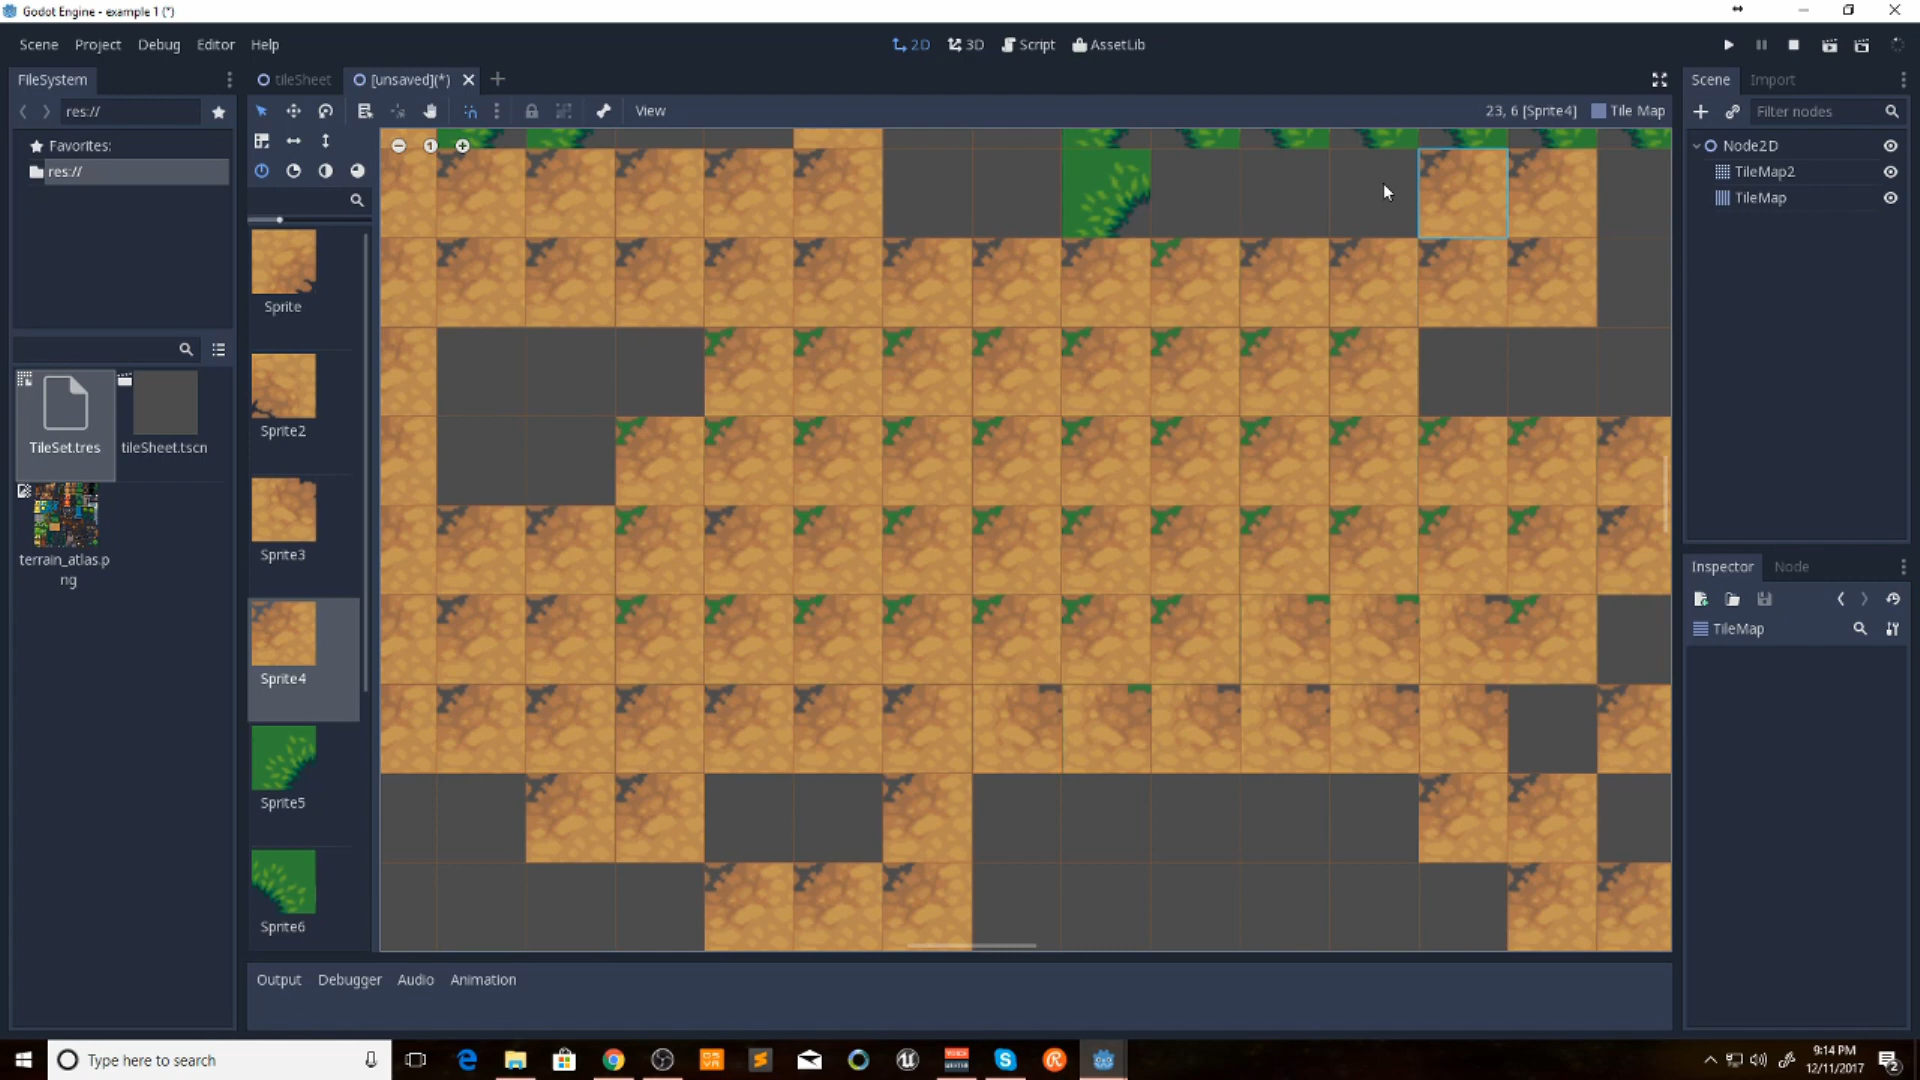 Godot Engine - example 1 (*)
Scene Project Debug Editor Help
2D 3D Script AssetLib
FileSystem
tileSheet [unsaved](*)
Scene Import
res://
View
23, 6 [Sprite4] Tile Map
Filter nodes
Favorites:
res://
Node2D
TileMap2
TileMap
Sprite
Sprite2
Sprite3
Sprite4
Sprite5
Sprite6
TileSet.tres tileSheet.tscn
terrain_atlas.p
ng
Inspector Node
TileMap
Output Debugger Audio Animation
Type here to search
9:14 PM
12/11/2017